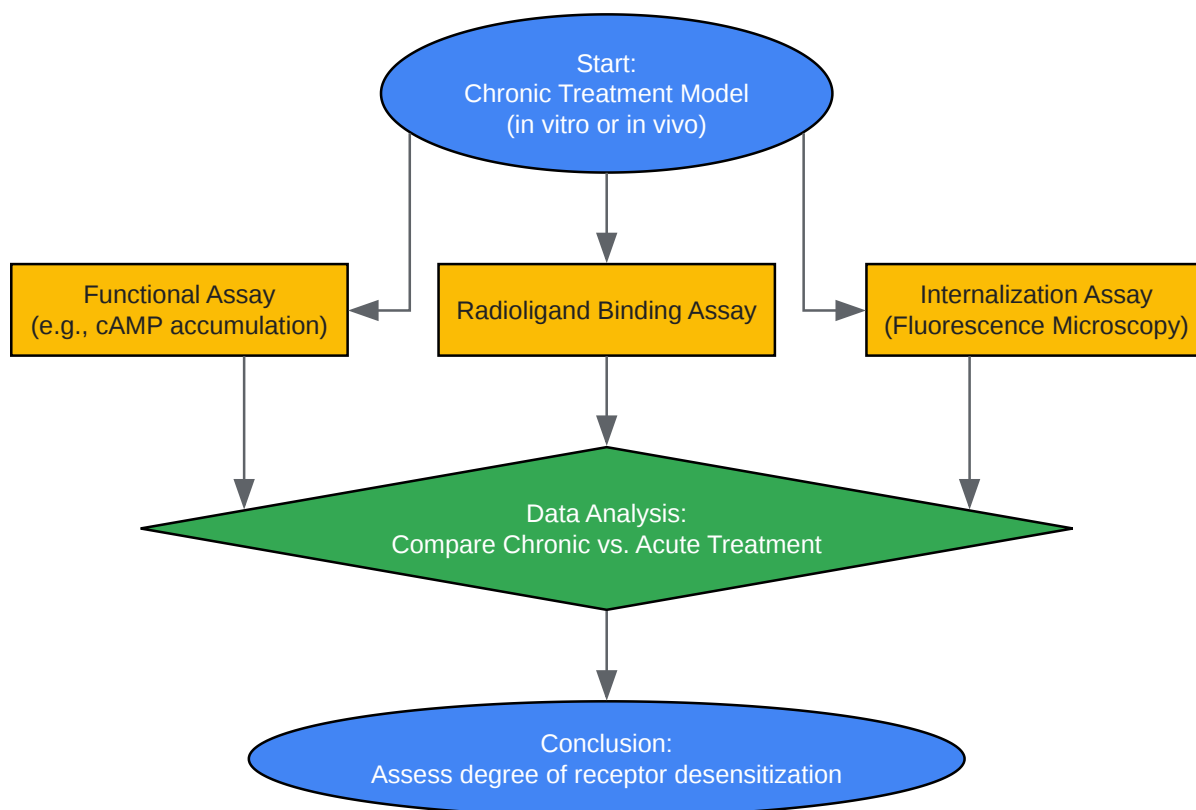 Start:
Chronic Treatment Model
(in vitro or in vivo)
Functional Assay
(e.g., cAMP accumulation)
Radioligand Binding Assay
Internalization Assay
(Fluorescence Microscopy)
Data Analysis:
Compare Chronic vs. Acute Treatment
Conclusion:
Assess degree of receptor desensitization